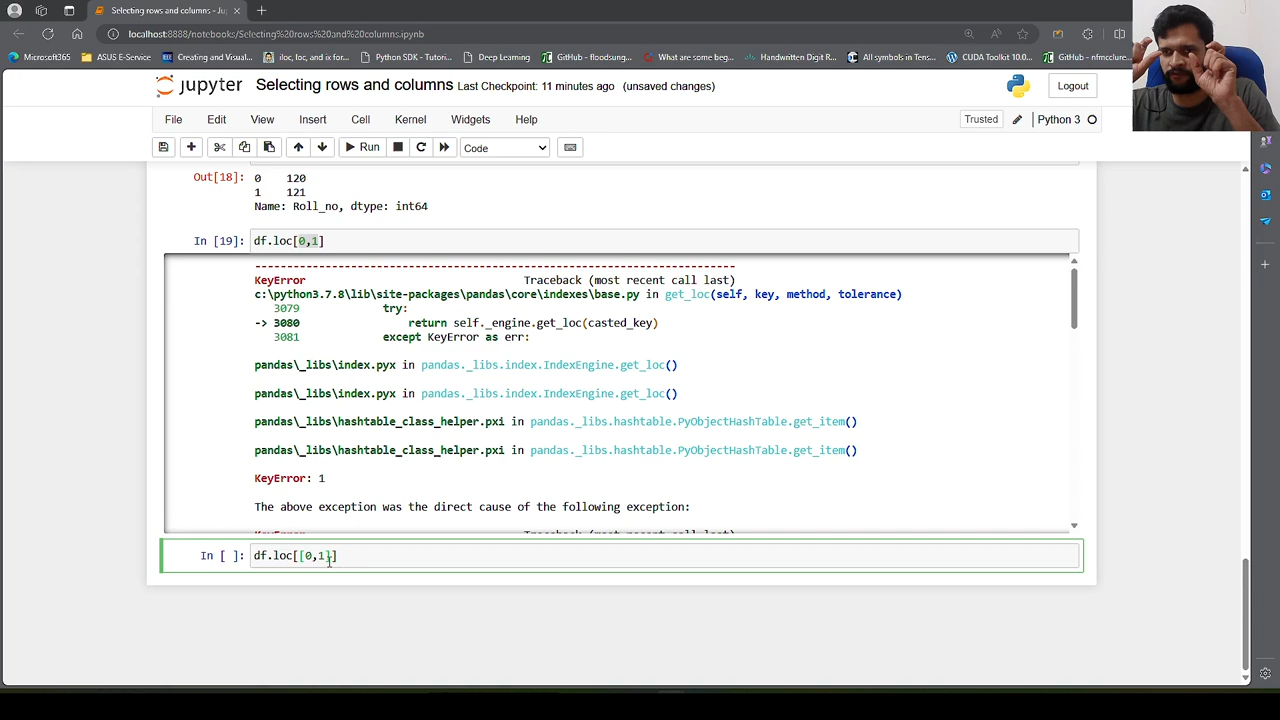 Selecting rows and columns - Ju
localhost:8888/notebooks/Selecting%20rows%20and%20columns.ipynb
Microsoft365
ASUS E-Service
Creating and Visual...
iloc, loc, and ix for...
Python SDK - Tutori...
Deep Learning
GitHub - floodsung/...
What are some beg...
Handwritten Digit R...
All symbols in Tens...
CUDA Toolkit 10.0...
GitHub - nfmcclure...
jupyter Selecting rows and columns Last Checkpoint: 11 minutes ago (unsaved changes)
Logout
File Edit View Insert Cell Kernel Widgets Help
Trusted
Python 3
Run
Code
Out[18]: 0 120
1 121
Name: Roll_no, dtype: int64
In [19]: df.loc[0,1]
---------------------------------------------------------------------------
KeyError Traceback (most recent call last)
c:\python3.7.8\lib\site-packages\pandas\core\indexes\base.py in get_loc(self, key, method, tolerance)
3079 try:
-> 3080 return self._engine.get_loc(casted_key)
3081 except KeyError as err:
pandas\_libs\index.pyx in pandas._libs.index.IndexEngine.get_loc()
pandas\_libs\index.pyx in pandas._libs.index.IndexEngine.get_loc()
pandas\_libs\hashtable_class_helper.pxi in pandas._libs.hashtable.PyObjectHashTable.get_item()
pandas\_libs\hashtable_class_helper.pxi in pandas._libs.hashtable.PyObjectHashTable.get_item()
KeyError: 1
The above exception was the direct cause of the following exception:
KeyError Traceback (most recent call last)
In [ ]: df.loc[[0,1]]